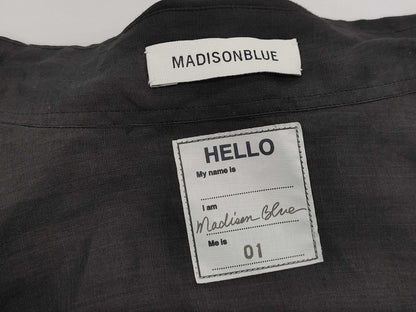 MADISONBLUE
HELLO
My name is
I am
Madison Blue
Me is
01